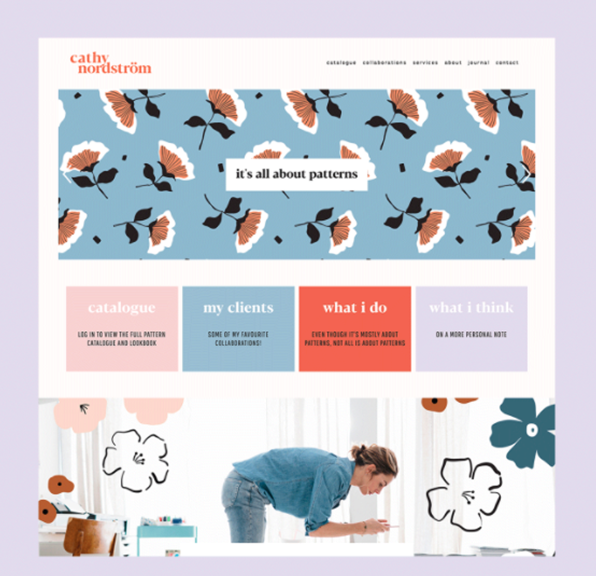 cathy
nordström
catalogue collaborations services about journal contact
it's all about patterns
catalogue
LOG IN TO VIEW THE FULL PATTERN
CATALOGUE AND LOOKBOOK
my clients
SOME OF MY FAVOURITE
COLLABORATIONS!
what i do
EVEN THOUGH IT'S MOSTLY ABOUT
PATTERNS, NOT ALL IS ABOUT PATTERNS
what i think
ON A MORE PERSONAL NOTE